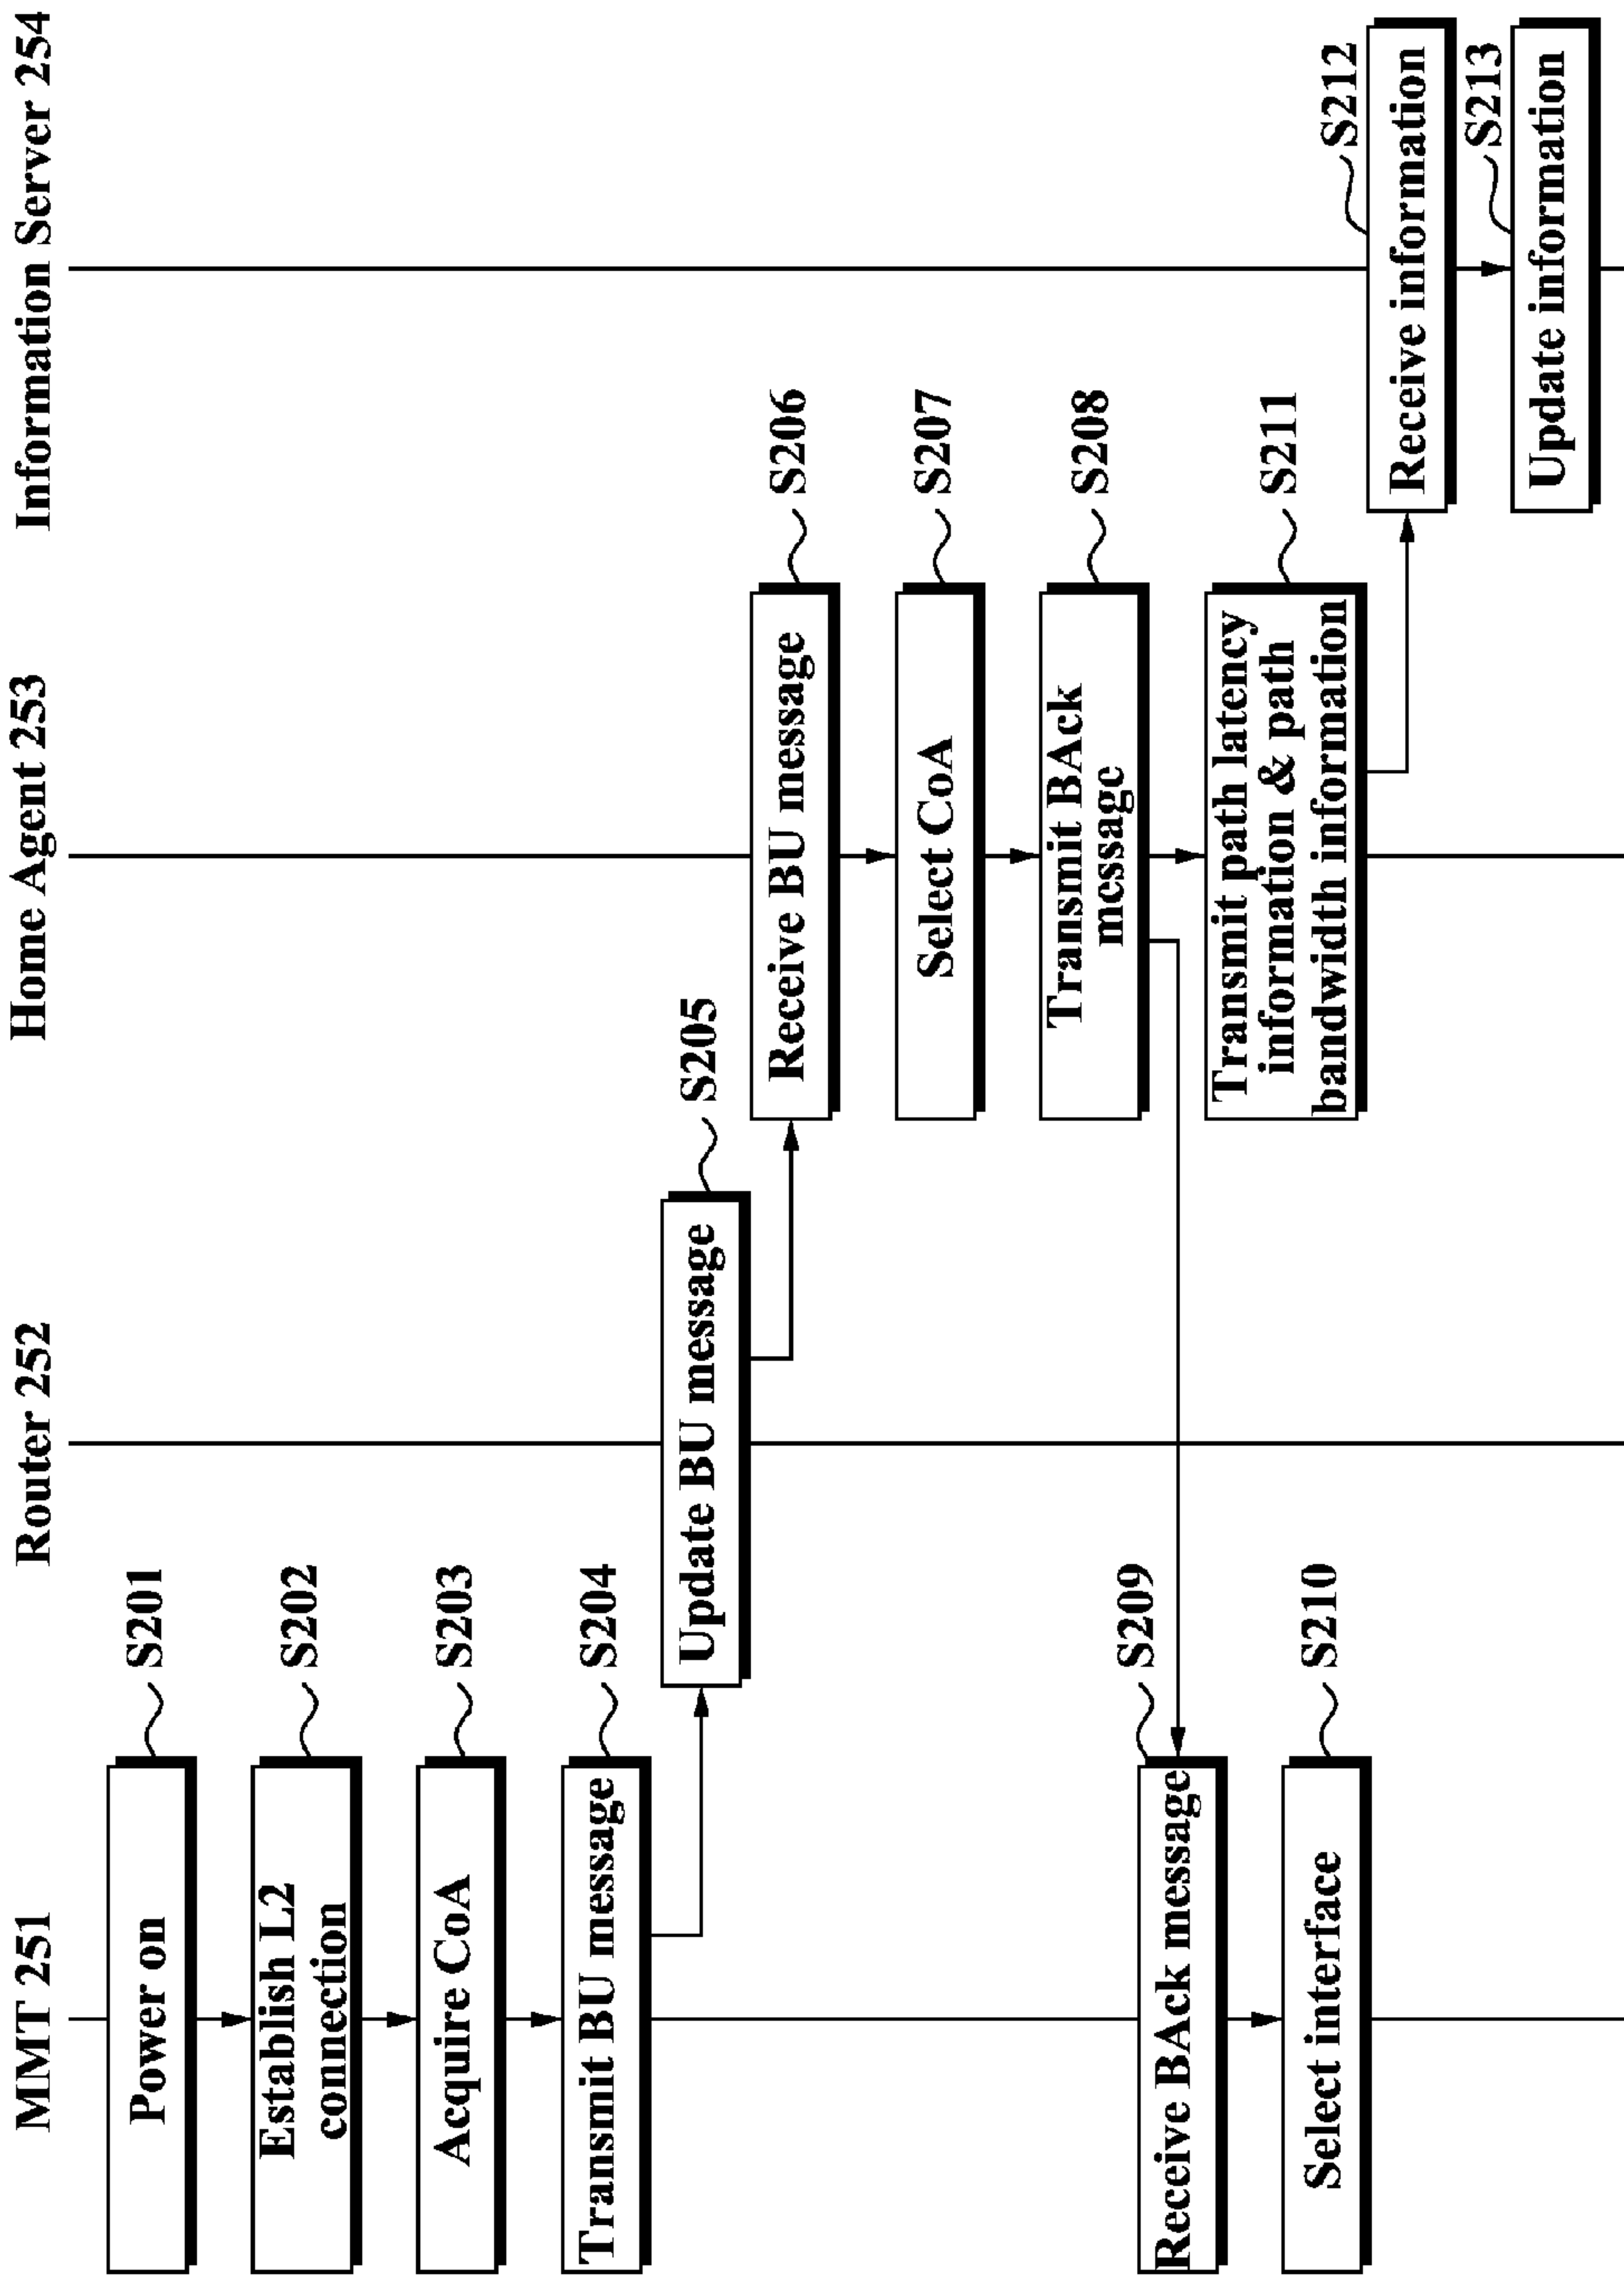 MMT 251
Router 252
Home Agent 253
Information Server 254
Power on
S201
Establish L2
connection
S202
Acquire CoA
S203
Transmit BU message
S204
Update BU message
S205
Receive BU message
S206
Select CoA
S207
Transmit BAck
message
S208
Receive BAck message
S209
Select interface
S210
Transmit path latency
information & path
bandwidth information
S211
Receive information
S212
Update information
S213